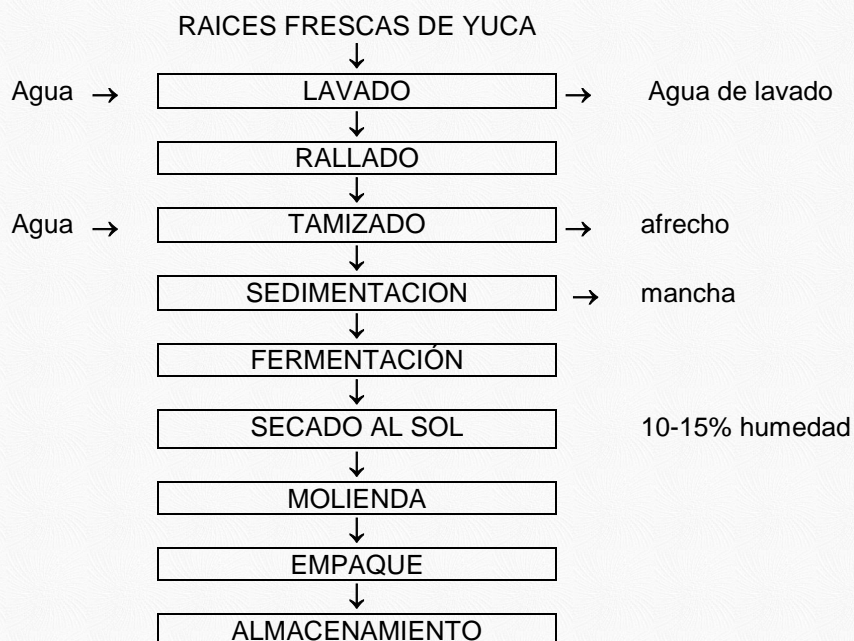 RAICES FRESCAS DE YUCA
↓
Agua → LAVADO → Agua de lavado
↓
RALLADO
↓
Agua → TAMIZADO → afrecho
↓
SEDIMENTACION → mancha
↓
FERMENTACIÓN
↓
SECADO AL SOL 10-15% humedad
↓
MOLIENDA
↓
EMPAQUE
↓
ALMACENAMIENTO